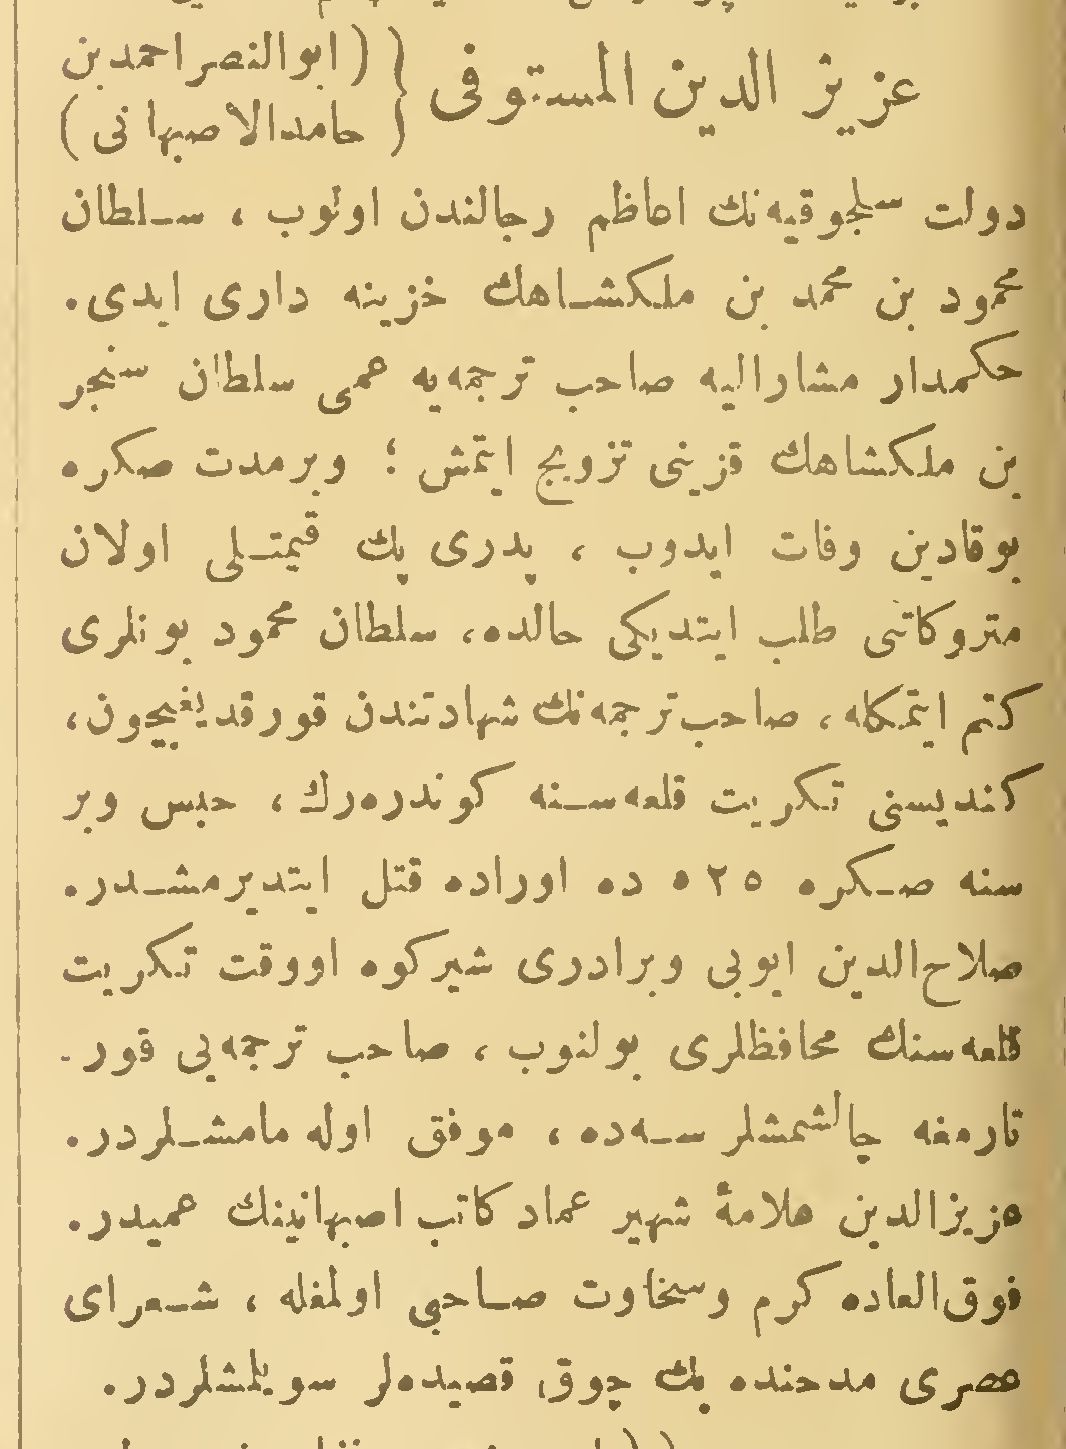 عزيز الدين المستوفى { (ابوالنصر احمد بن
حامد الاصبهانى)
دولت سلجوقيه‌نك اعاظم رجالندن اولوب ، سلطان
محمود بن محمد بن ملكشاهك خزينه دارى ايدى.
حكمدار مشاراليه صاحب ترجمه‌يه عمى سلطان سنجر
بن ملكشاهك قزينى تزويج ايتمش ؛ وبرمدت صكره
بوقادين وفات ايدوب ، پدرى پك قيمتلى اولان
متروكاتنى طلب ايتديكى حالده، سلطان محمود بونلرى
كتم ايتمكله ، صاحب ترجمه‌نك شهادتندن قورقديغيچون،
كنديسنى تكريت قلعه‌سنه كوندره‌رك ، حبس وبر
سنه صكره ٥٢٥ ده اوراده قتل ايتديرمشدر.
صلاح‌الدين ايوبى وبرادرى شيركوه اووقت تكريت
قلعه‌سنك محافظلرى بولنوب ، صاحب ترجمه‌يى قور-
تارمغه چالشمشلر سه‌ده ، موفق اوله‌مامشلردر.
عزيزالدين علامۀ شهير عماد كاتب اصبهانينك عميدر.
فوق‌العاده كرم وسخاوت صاحبى اولمغله ، شعراى
عصرى مدحنده پك چوق قصيده‌لر سويلمشلردر.